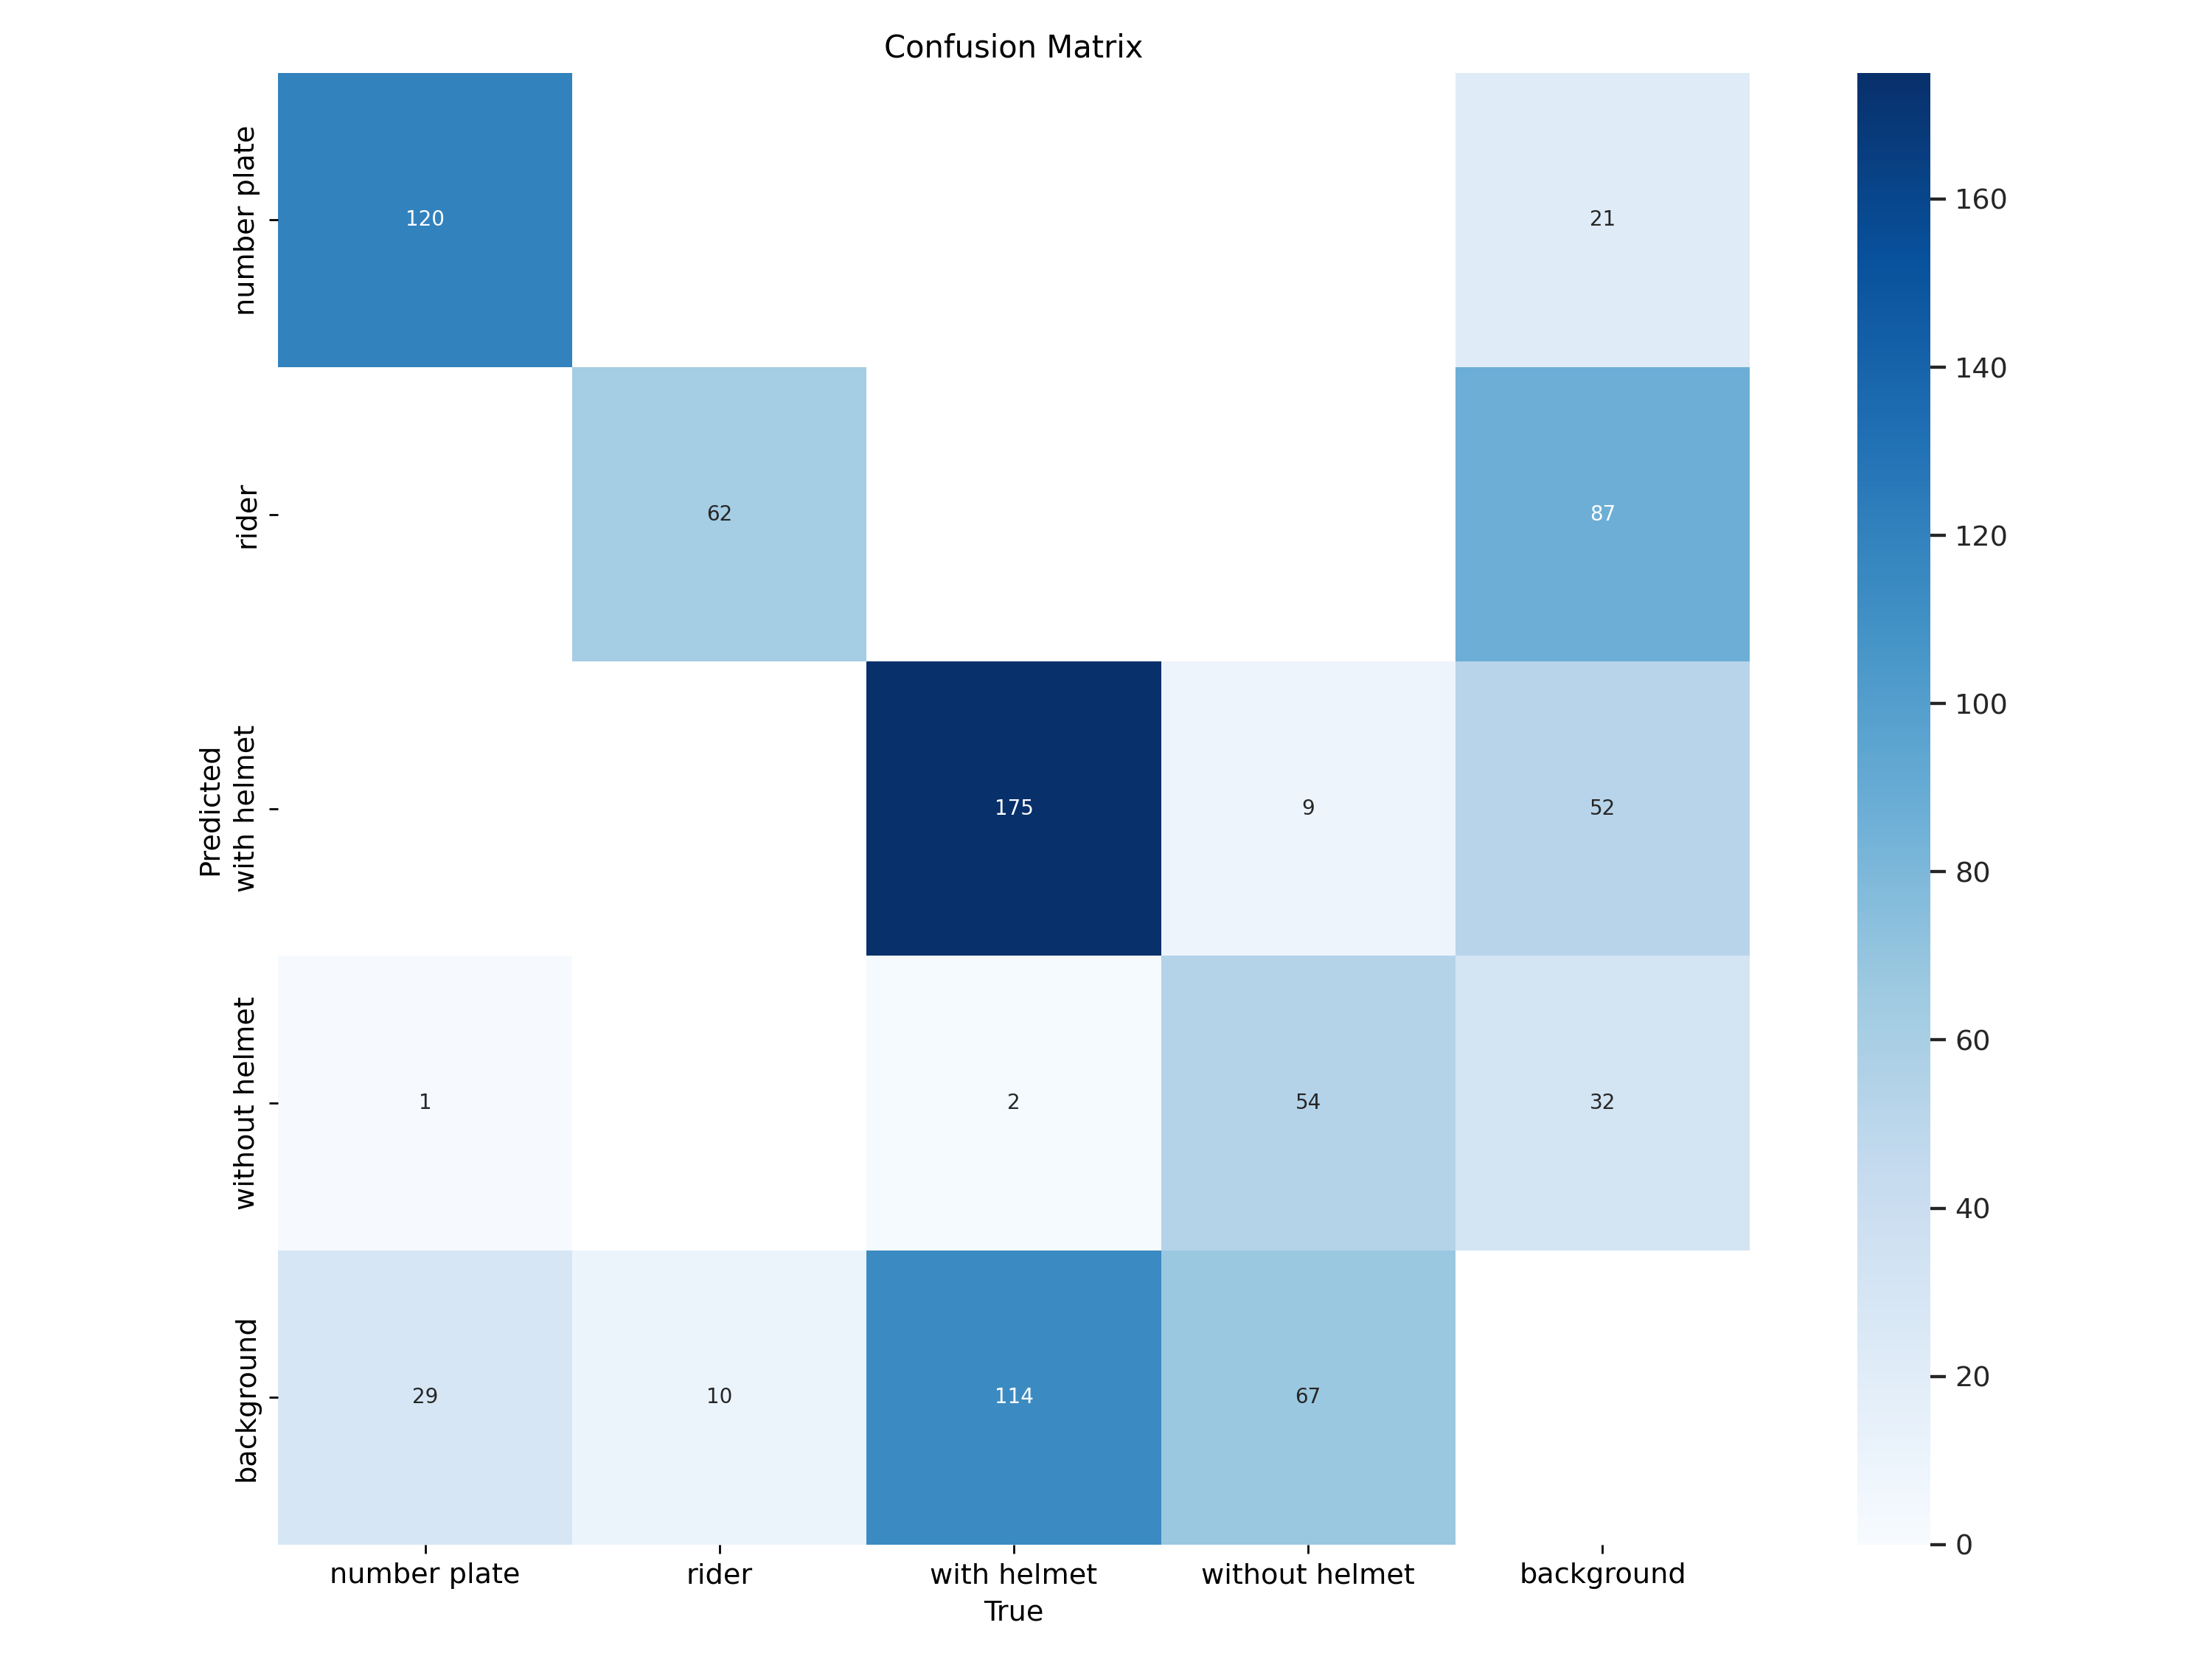 Confusion Matrix
number plate
120
21
160
140
rider
62
87
120
100
Predicted
with helmet
175
9
52
80
60
without helmet
1
2
54
32
40
background
29
10
114
67
20
0
number plate
rider
with helmet
without helmet
background
True